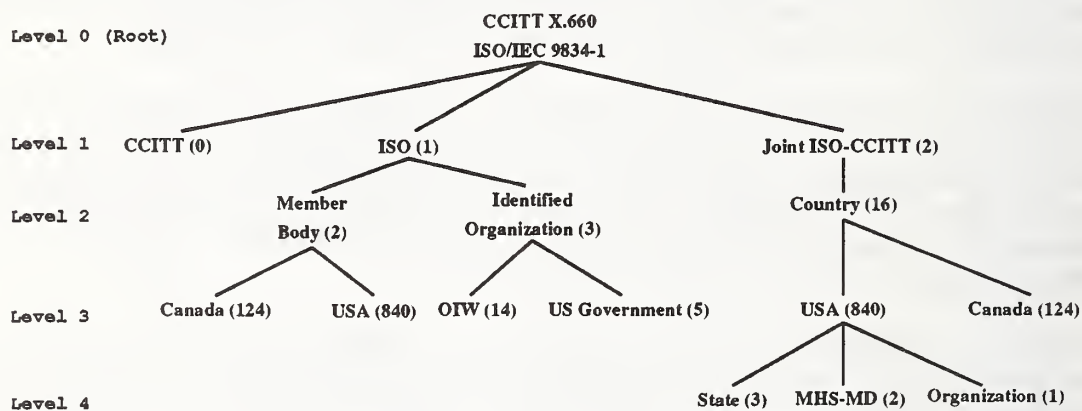 CCITT X.660
Level 0 (Root)
ISO/IEC 9834-1
Level 1 CCITT (0) ISO (1) Joint ISO-CCITT (2)
Member Identified
Level 2 Country (16)
Body (2) Organization (3)
Level 3 Canada (124) USA (840) OIW (14) US Government (5) USA (840) Canada (124)
Level 4 State (3) MHS-MD (2) Organization (1)